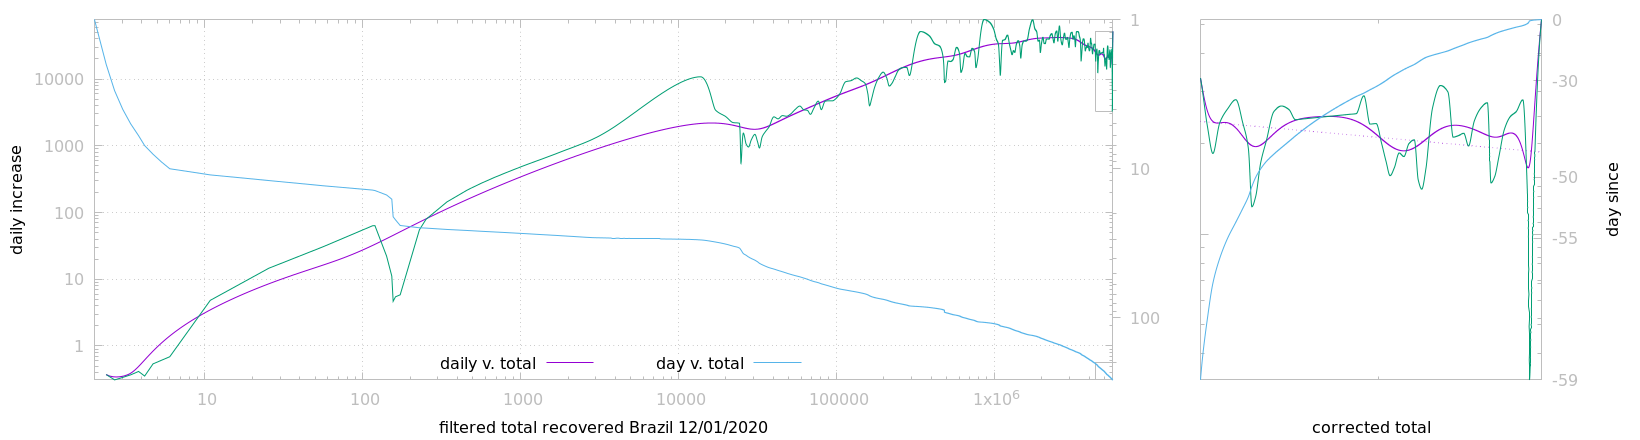 daily increase
10000
1000
100
10
1
10
100
1000
10000
100000
1x10⁶
daily v. total
day v. total
filtered total recovered Brazil 12/01/2020
1
10
100
0
-30
-50
-55
-59
day since
corrected total